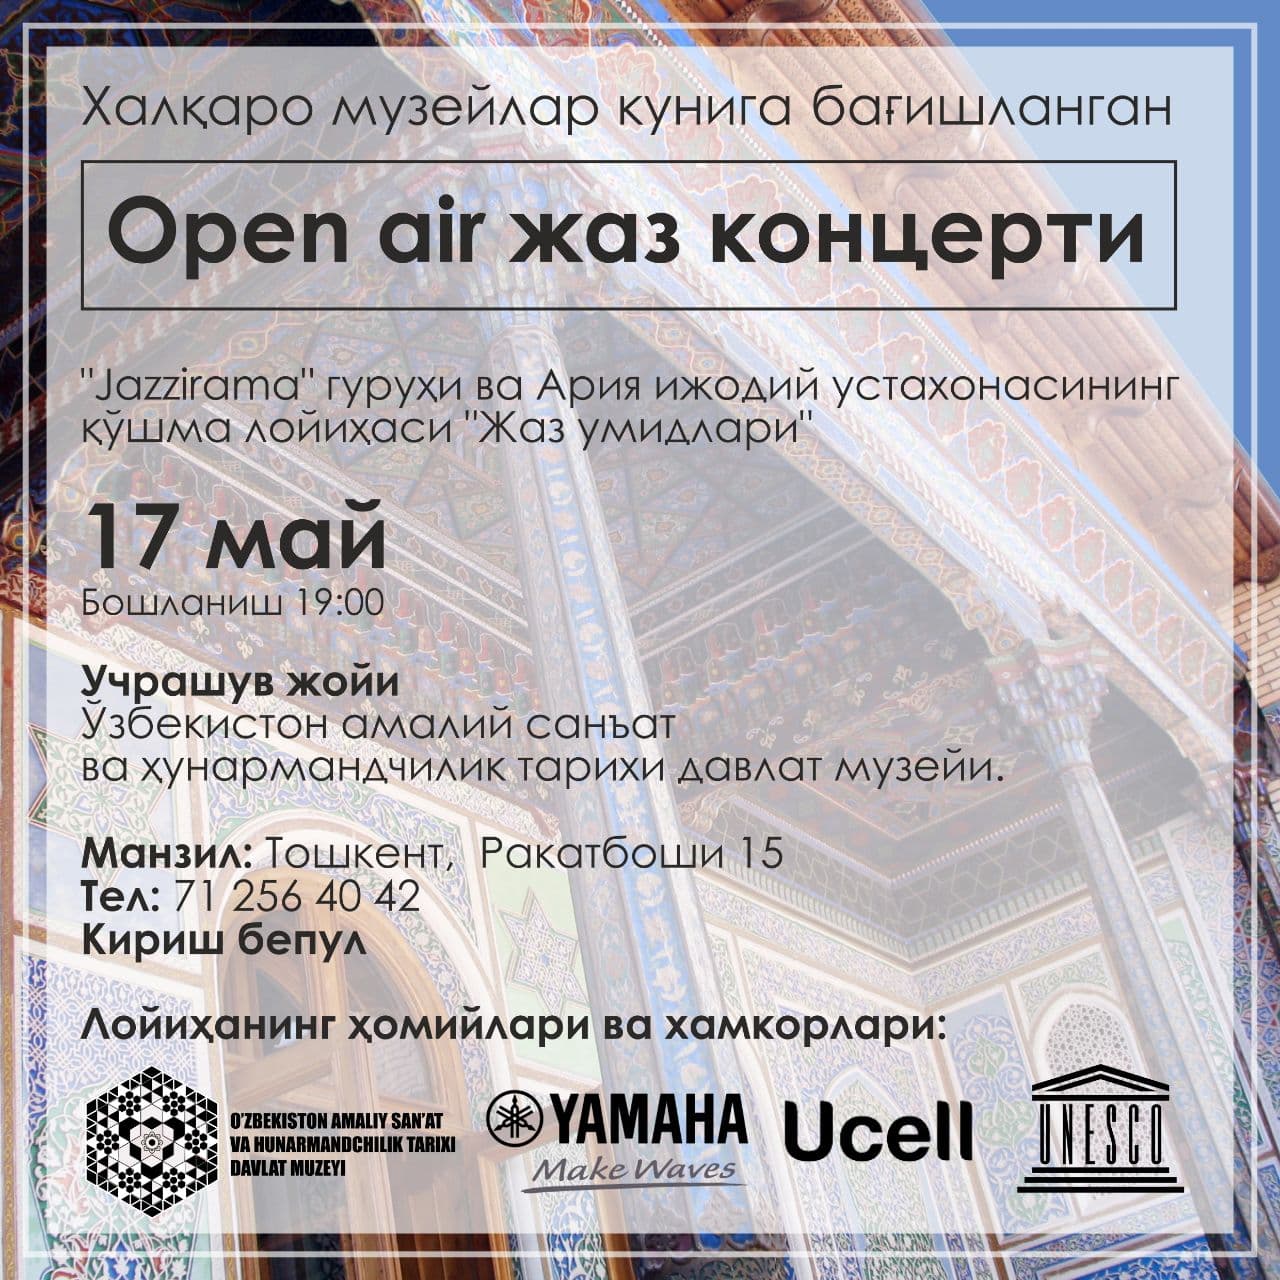 Халқаро музейлар кунига бағишланган
Open air жаз концерти
"Jazzirama" гуруҳи ва Ария ижодий устахонасининг
қўшма лойиҳаси "Жаз умидлари"
17 май
Бошланиш 19:00
Учрашув жойи
Ўзбекистон амалий санъат
ва ҳунармандчилик тарихи давлат музейи.
Манзил: Тошкент, Ракатбоши 15
Тел: 71 256 40 42
Кириш бепул
Лойиҳанинг ҳомийлари ва хамкорлари:
O'ZBEKISTON AMALIY SAN'AT
VA HUNARMANDCHILIK TARIXI
DAVLAT MUZEYI
YAMAHA
Make Waves
Ucell
UNESCO